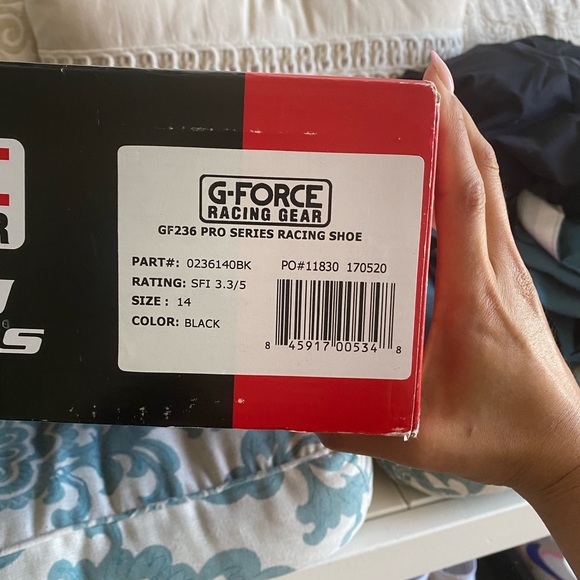 G-FORCE
RACING GEAR
GF236 PRO SERIES RACING SHOE
PART#: 0236140BK PO#11830 170520
RATING: SFI 3.3/5
SIZE : 14
COLOR: BLACK
8 45917 00534 8